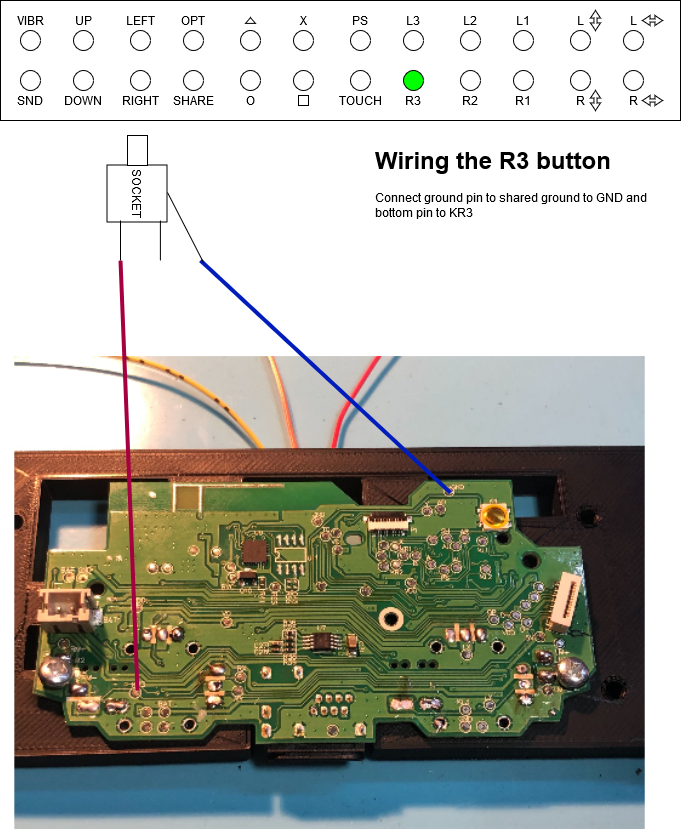 VIBR UP LEFT OPT △ X PS L3 L2 L1 L L
SND DOWN RIGHT SHARE O □ TOUCH R3 R2 R1 R R
SOCKET
Wiring the R3 button
Connect ground pin to shared ground to GND and
bottom pin to KR3